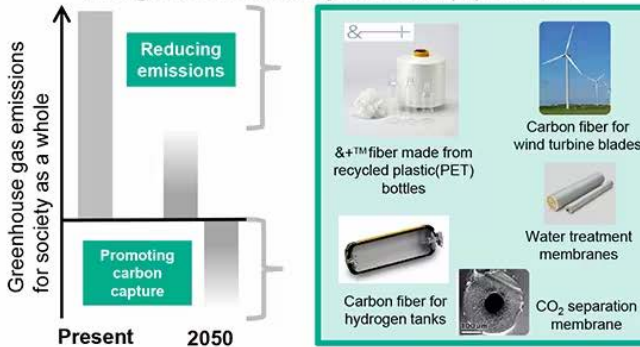 Greenhouse gas emissions
for society as a whole
Reducing
emissions
Promoting
carbon
capture
Present
2050
&+
&+™fiber made from
recycled plastic(PET)
bottles
Carbon fiber for
wind turbine blades
Water treatment
membranes
Carbon fiber for
hydrogen tanks
100um
CO₂ separation
membrane